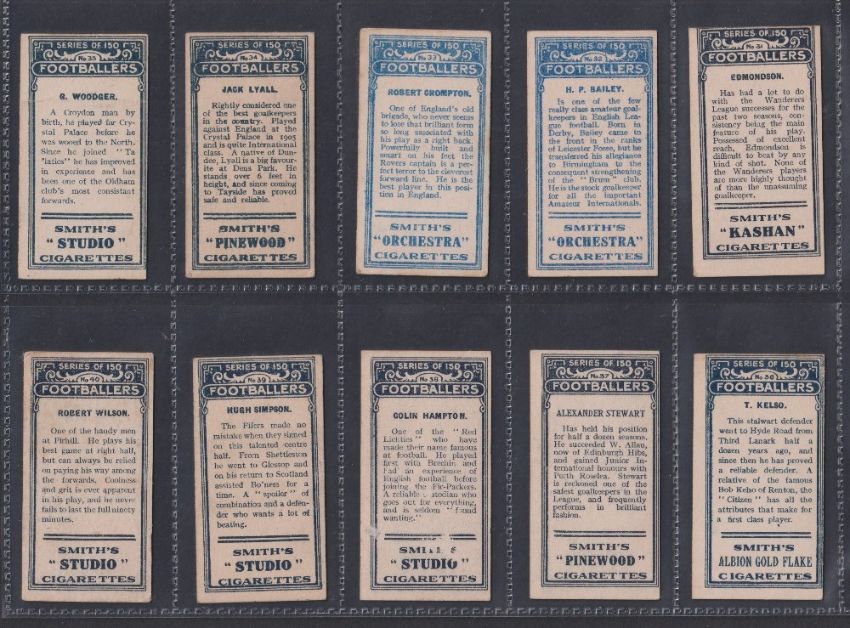 SERIES OF 150
No 35
FOOTBALLERS
G. WOODGER.
A Croydon man by
birth, he played for Cry-
stal Palace before he
was wooed to the North.
Since he joined "Ta
latics" he has improved
in experience and has
been one of the Oldham
club's most consistant
forwards.
SMITH'S
"STUDIO"
CIGARETTES
SERIES OF 150
No 34
FOOTBALLERS
JACK LYALL.
Rightly considered one
of the best goalkeepers
in the country. Played
against England at the
Crystal Palace in 1905
and is quite International
class. A native of Dun-
dee, Lyall is a big favour-
ite at Dens Park. He
stands over 6 feet in
height, and since coming
to Tayside has proved
safe and reliable.
SMITH'S
"PINEWOOD"
CIGARETTES
SERIES OF 150
No 33
FOOTBALLERS
ROBERT CROMPTON.
One of England's old
brigade, who never seems
to lose that brilliant form
so long associated with
his play as a right back.
Powerfully built and
smart on his feet the
Rovers captain is a per-
fect terror to the cleverest
forward line. He is the
best player in this posi-
tion in England.
SMITH'S
"ORCHESTRA"
CIGARETTES
SERIES OF 150
No 32
FOOTBALLERS
H. P. BAILEY.
Is one of the few
really class amateur goal-
keepers in English Lea-
gue football. Born in
Derby, Bailey came to
the front in the ranks
of Leicester Fosse, but he
transferred his allegiance
to Birmingham to the
consequent strengthening
of the "Brum" club.
He is the stock goalkeeper
for all the important
Amateur Internationals.
SMITH'S
"ORCHESTRA"
CIGARETTES
SERIES OF 150
No 31
FOOTBALLERS
EDMONDSON.
Has had a lot to do
with the Wanderers
League successes for the
past two seasons, con-
sistency being the main
feature of his play.
Possessed of excellent
reach, Edmondson is
difficult to beat by any
kind of shot. None of
the Wanderers players
are more highly thought
of than the unassuming
goalkeeper.
SMITH'S
"KASHAN"
CIGARETTES
SERIES OF 150
No 40
FOOTBALLERS
ROBERT WILSON.
One of the handy men
at Firhill. He plays his
best game at right half,
but can always be relied
on paying his way among
the forwards. Coolness
and grit is ever apparent
in his play, and he never
fails to last the full ninety
minutes.
SMITH'S
"STUDIO"
CIGARETTES
SERIES OF 150
No 39
FOOTBALLERS
HUGH SIMPSON.
The Fifers made no
mistake when they signed
on this talented centre
half. From Shettleston
he went to Glossop and
on his return to Scotland
assisted Bo'ness for a
time. A "spoiler" of
combination and a defen-
der who wants a lot of
beating.
SMITH'S
"STUDIO"
CIGARETTES
SERIES OF 150
No 38
FOOTBALLERS
COLIN HAMPTON.
One of the "Red
Lichties" who have
made their name famous
at football. He played
first with Brechin and
had an experience of
English football before
joining the Fir-Packers.
A reliable
goes out for everything,
and is seldom "found
wanting."
SMITH'S
"STUDIO"
CIGARETTES
SERIES OF 150
No 37
FOOTBALLERS
ALEXANDER STEWART
Has held his position
for half a dozen seasons.
He succeeded W. Allan,
now of Edinburgh Hibs,
and gained Junior In-
ternational honours with
Parth Roselea. Stewart
is reckoned one of the
safest goalkeepers in the
League, and frequently
performs in brilliant
fashion.
SMITH'S
"PINEWOOD"
CIGARETTES
SERIES OF 150
No 36
FOOTBALLERS
T. KELSO.
This stalwart defender
went to Hyde Road from
Third Lanark half a
dozen years ago, and
since then he has proved
a reliable defender. A
relative of the famous
Bob Kelso of Renton, the
"Citizen" has all the
attributes that make for
a first class player.
SMITH'S
ALBION GOLD FLAKE
CIGARETTES